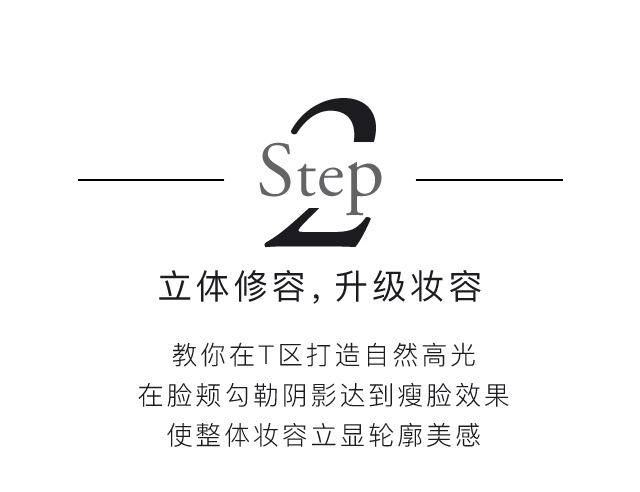 2
Step
立体修容，升级妆容
教你在T区打造自然高光
在脸颊勾勒阴影达到瘦脸效果
使整体妆容立显轮廓美感